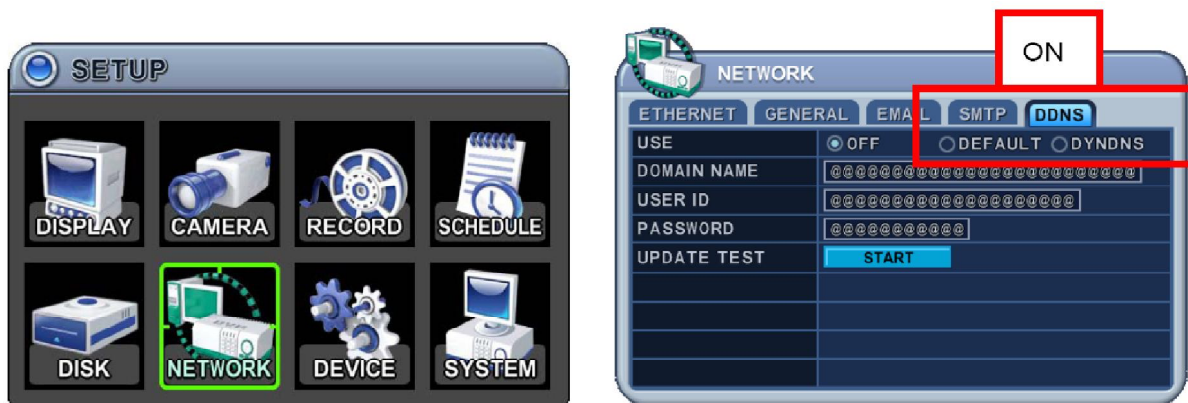 SETUP
DISPLAY CAMERA RECORD SCHEDULE
DISK NETWORK DEVICE SYSTEM
ON
NETWORK
ETHERNET GENERAL EMAIL SMTP DDNS
USE OFF DEFAULT DYNDNS
DOMAIN NAME @@@@@@@@@@@@@@@@@@@@@@@@@
USER ID @@@@@@@@@@@@@@@@@@@@
PASSWORD @@@@@@@@@@@
UPDATE TEST START